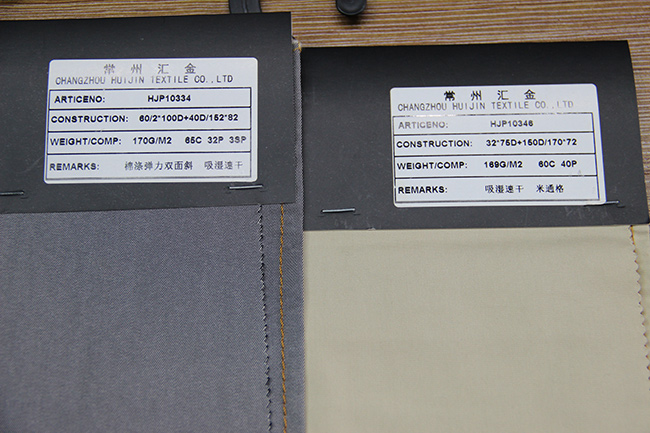 常州汇金
CHANGZHOU HUIJIN TEXTILE CO.,LTD
ARTICENO: HJP10334
CONSTRUCTION: 60/2*100D+40D/152*82
WEIGHT/COMP: 170G/M2 65C 32P 3SP
REMARKS: 棉涤弹力双面斜 吸湿速干
常州汇金
CHANGZHOU HUIJIN TEXTILE CO.,LTD
ARTICENO: HJP10346
CONSTRUCTION: 32*75D+150D/170*72
WEIGHT/COMP: 169G/M2 60C 40P
REMARKS: 吸湿速干 米通格